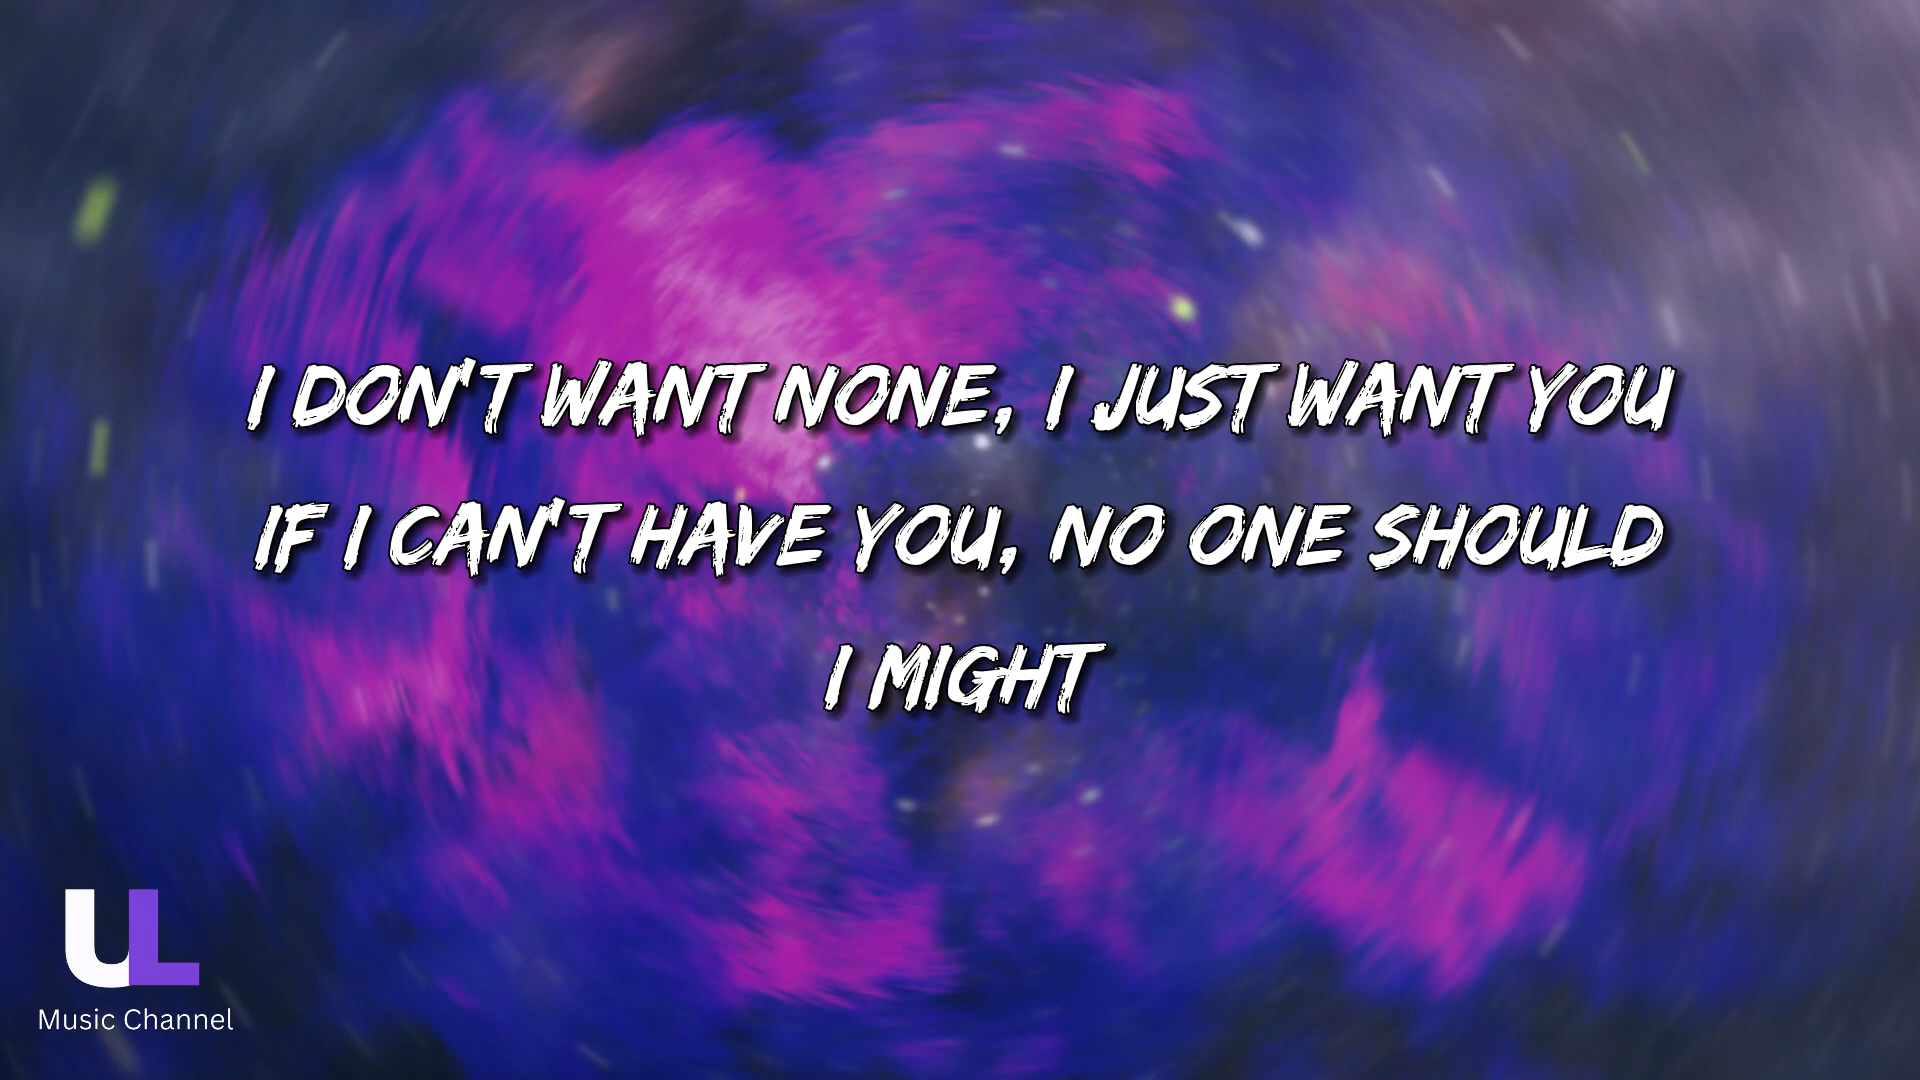 I DON'T WANT NONE, I JUST WANT YOU
IF I CAN'T HAVE YOU, NO ONE SHOULD
I MIGHT
UL
Music Channel